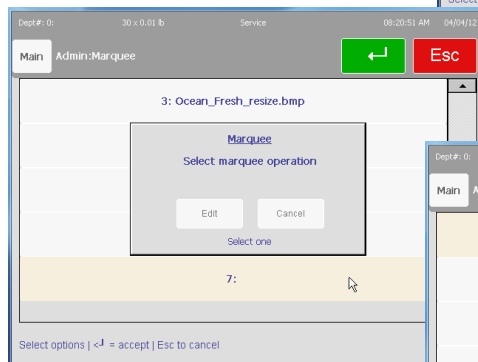 Select
Dept#: 0: 30 x 0.01 lb Service 08:20:51 AM 04/04/12
Main Admin:Marquee Esc
3: Ocean_Fresh_resize.bmp
Marquee
Select marquee operation
Edit Cancel
Select one
7:
Select options | <┘ = accept | Esc to cancel
Dept#: 0:
Main A